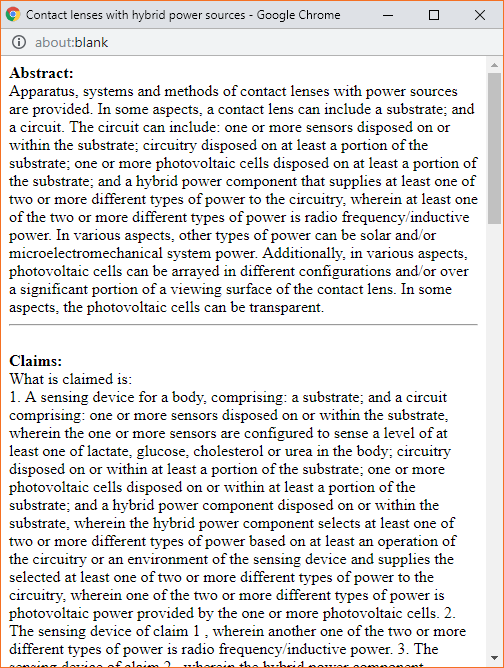 Contact lenses with hybrid power sources - Google Chrome
about:blank
Abstract:
Apparatus, systems and methods of contact lenses with power sources
are provided. In some aspects, a contact lens can include a substrate; and
a circuit. The circuit can include: one or more sensors disposed on or
within the substrate; circuitry disposed on at least a portion of the
substrate; one or more photovoltaic cells disposed on at least a portion of
the substrate; and a hybrid power component that supplies at least one of
two or more different types of power to the circuitry, wherein at least one
of the two or more different types of power is radio frequency/inductive
power. In various aspects, other types of power can be solar and/or
microelectromechanical system power. Additionally, in various aspects,
photovoltaic cells can be arrayed in different configurations and/or over
a significant portion of a viewing surface of the contact lens. In some
aspects, the photovoltaic cells can be transparent.
Claims:
What is claimed is:
1. A sensing device for a body, comprising: a substrate; and a circuit
comprising: one or more sensors disposed on or within the substrate,
wherein the one or more sensors are configured to sense a level of at
least one of lactate, glucose, cholesterol or urea in the body; circuitry
disposed on or within at least a portion of the substrate; one or more
photovoltaic cells disposed on or within at least a portion of the
substrate; and a hybrid power component disposed on or within the
substrate, wherein the hybrid power component selects at least one of
two or more different types of power based on at least an operation of
the circuitry or an environment of the sensing device and supplies the
selected at least one of two or more different types of power to the
circuitry, wherein one of the two or more different types of power is
photovoltaic power provided by the one or more photovoltaic cells. 2.
The sensing device of claim 1 , wherein another one of the two or more
different types of power is radio frequency/inductive power. 3. The
sensing device of claim 2 , wherein the hybrid power component